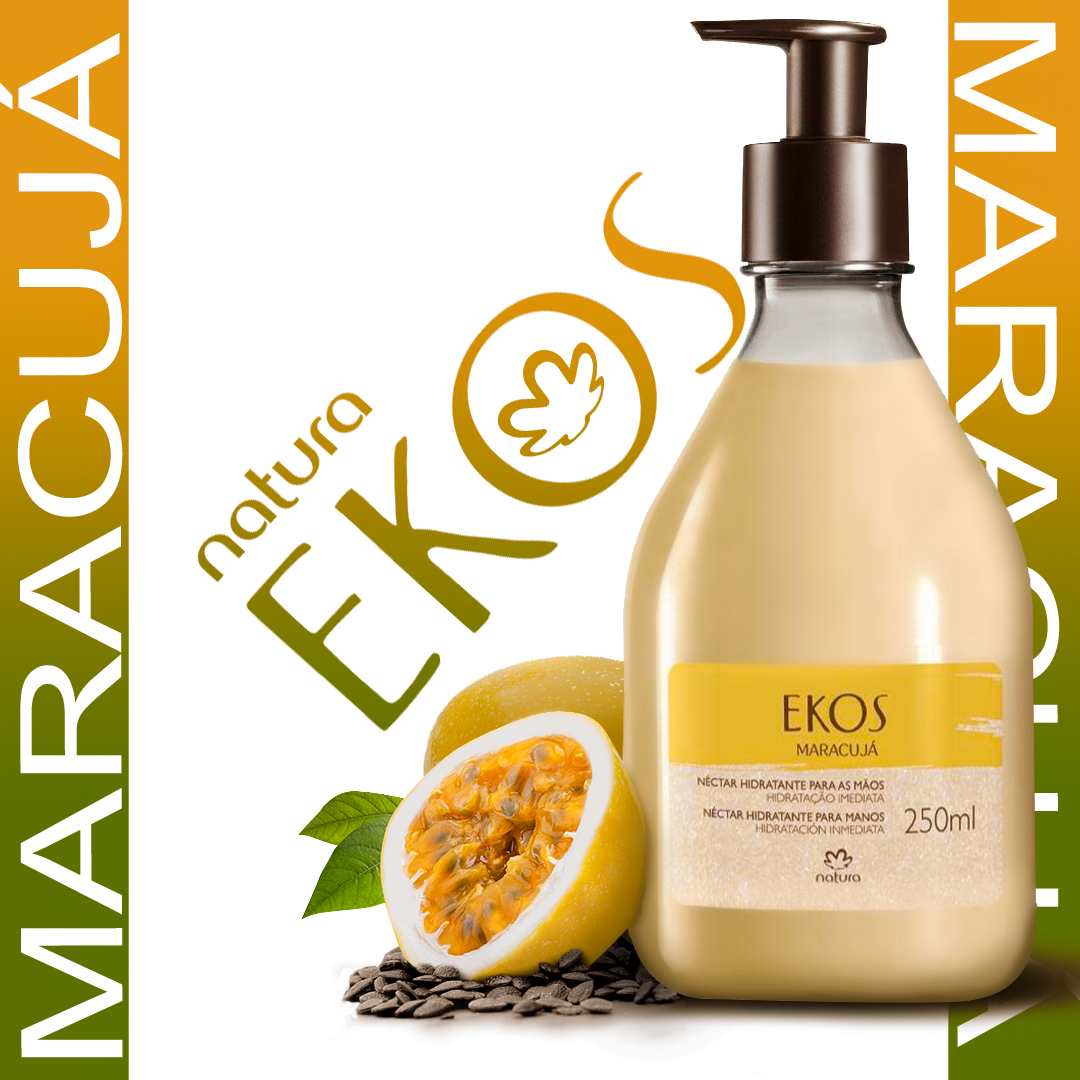 MARACUJÁ
natura
EKOS
EKOS
MARACUJÁ
NÉCTAR HIDRATANTE PARA AS MÃOS
HIDRATAÇÃO IMEDIATA
NÉCTAR HIDRATANTE PARA MANOS
HIDRATACIÓN INMEDIATA
250ml
natura
MARACUJÁ